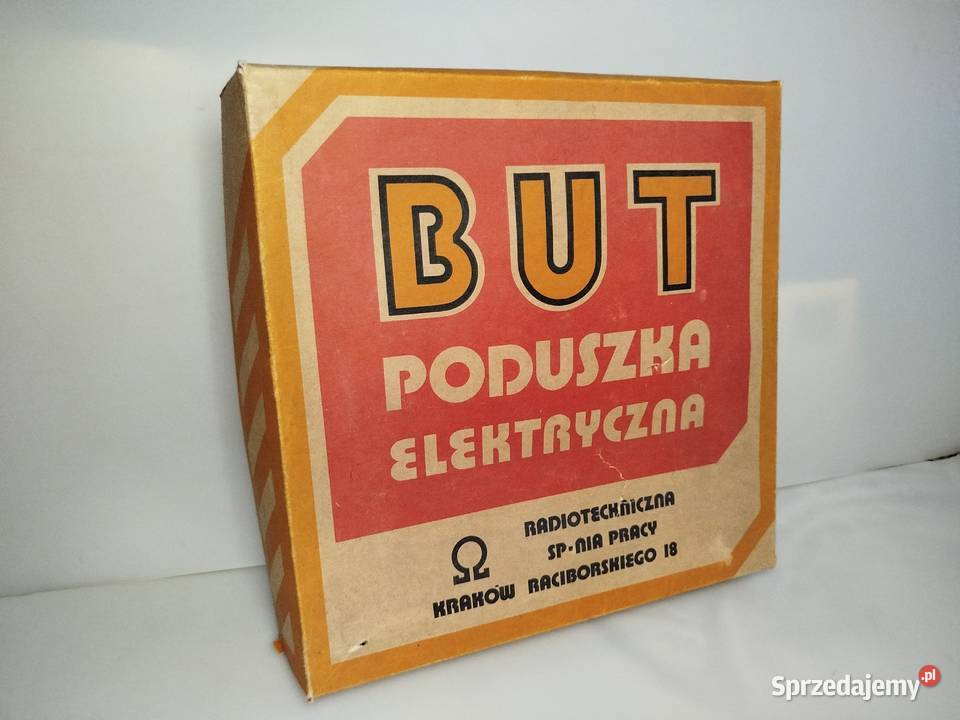 BUT
PODUSZKA
ELEKTRYCZNA
RADIOTECHNICZNA
SP-NIA PRACY
Ω
KRAKÓW RACIBORSKIEGO 18
Sprzedajemy.pl